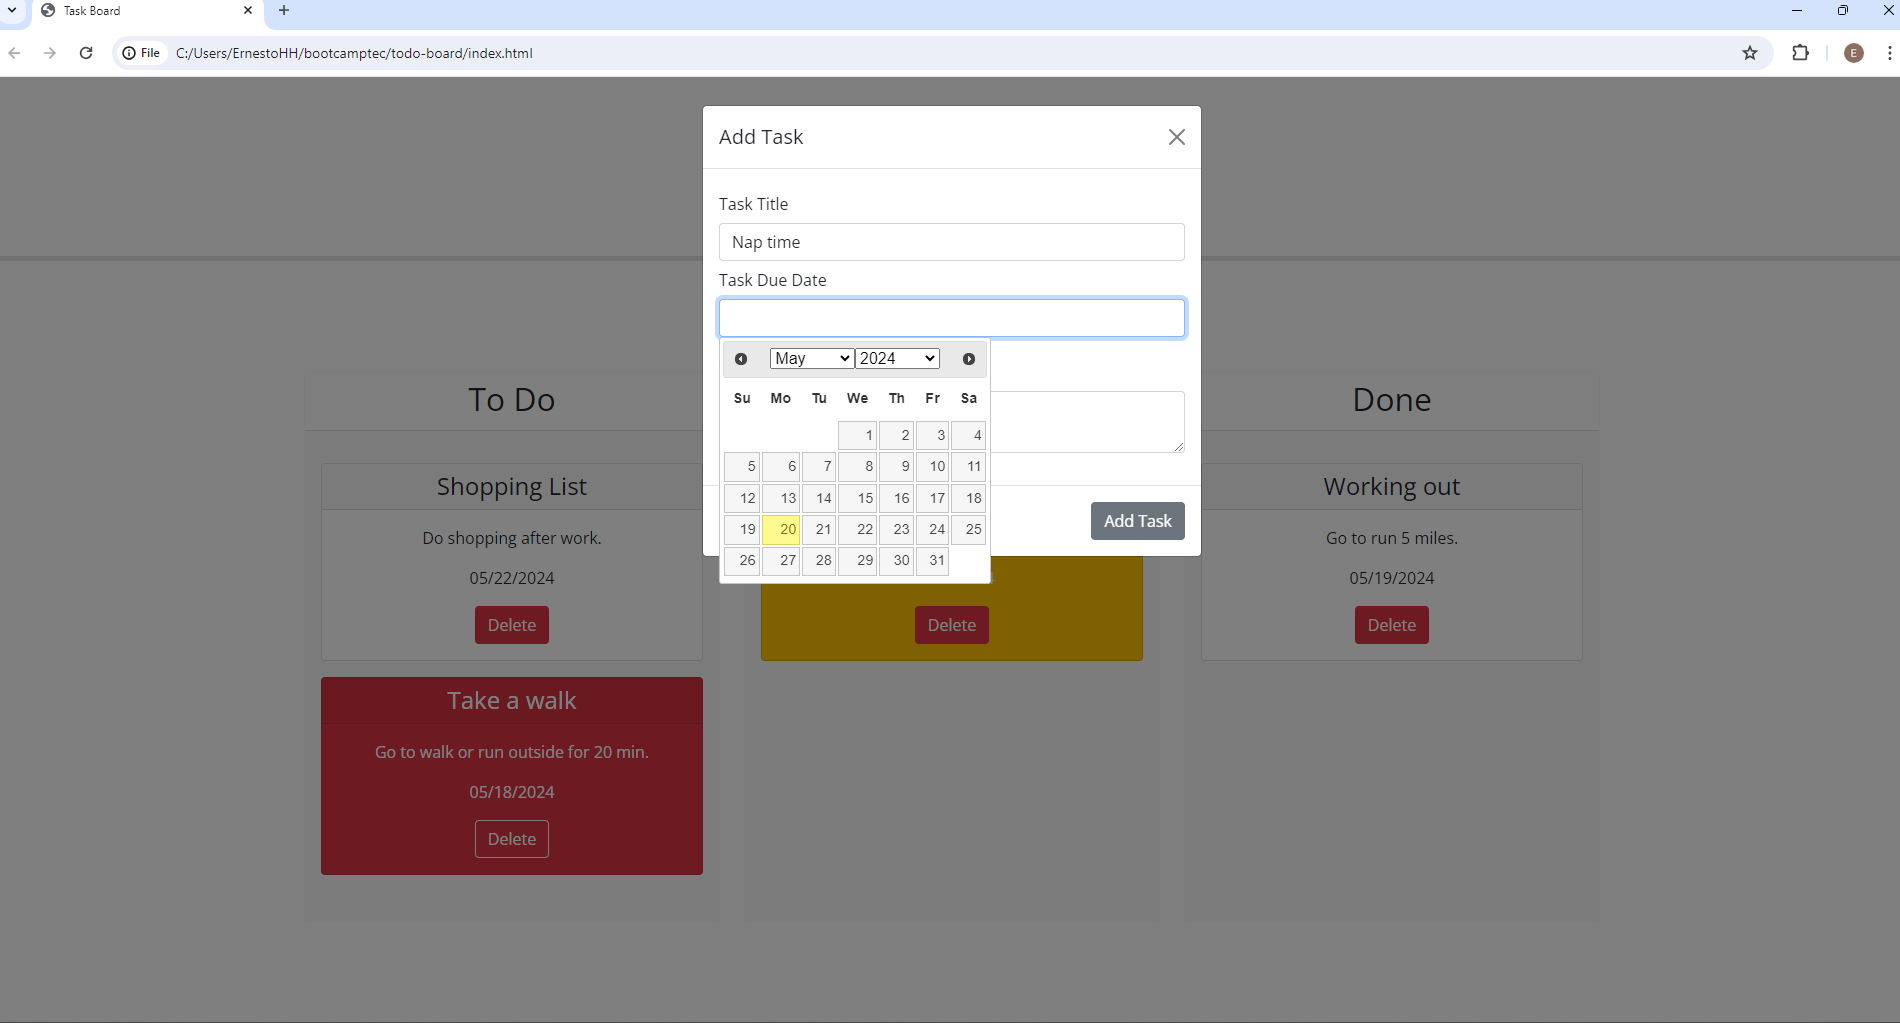 Task Board
File C:/Users/ErnestoHH/bootcamptec/todo-board/index.html
E
Add Task
Task Title
Nap time
Task Due Date
May 2024
Su Mo Tu We Th Fr Sa
1 2 3 4
5 6 7 8 9 10 11
12 13 14 15 16 17 18
19 20 21 22 23 24 25
26 27 28 29 30 31
Add Task
To Do
Shopping List
Do shopping after work.
05/22/2024
Delete
Take a walk
Go to walk or run outside for 20 min.
05/18/2024
Delete
Delete
Done
Working out
Go to run 5 miles.
05/19/2024
Delete